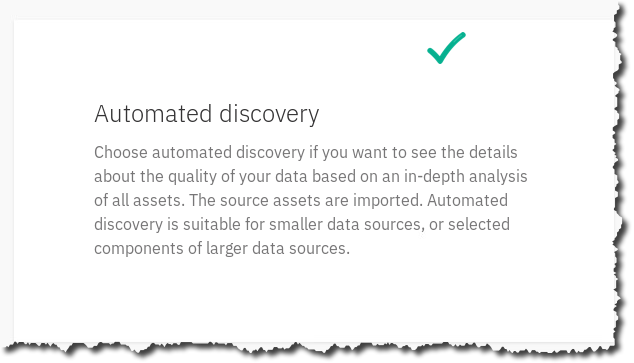 Automated discovery
Choose automated discovery if you want to see the details
about the quality of your data based on an in-depth analysis
of all assets. The source assets are imported. Automated
discovery is suitable for smaller data sources, or selected
components of larger data sources.